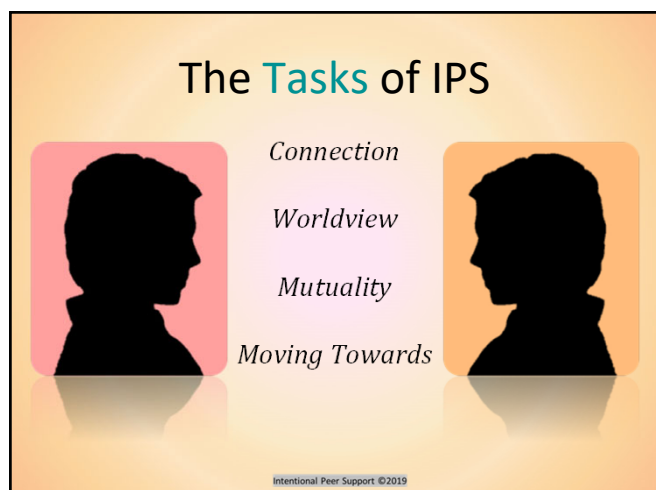 The Tasks of IPS
Connection
Worldview
Mutuality
Moving Towards
Intentional Peer Support ©2019